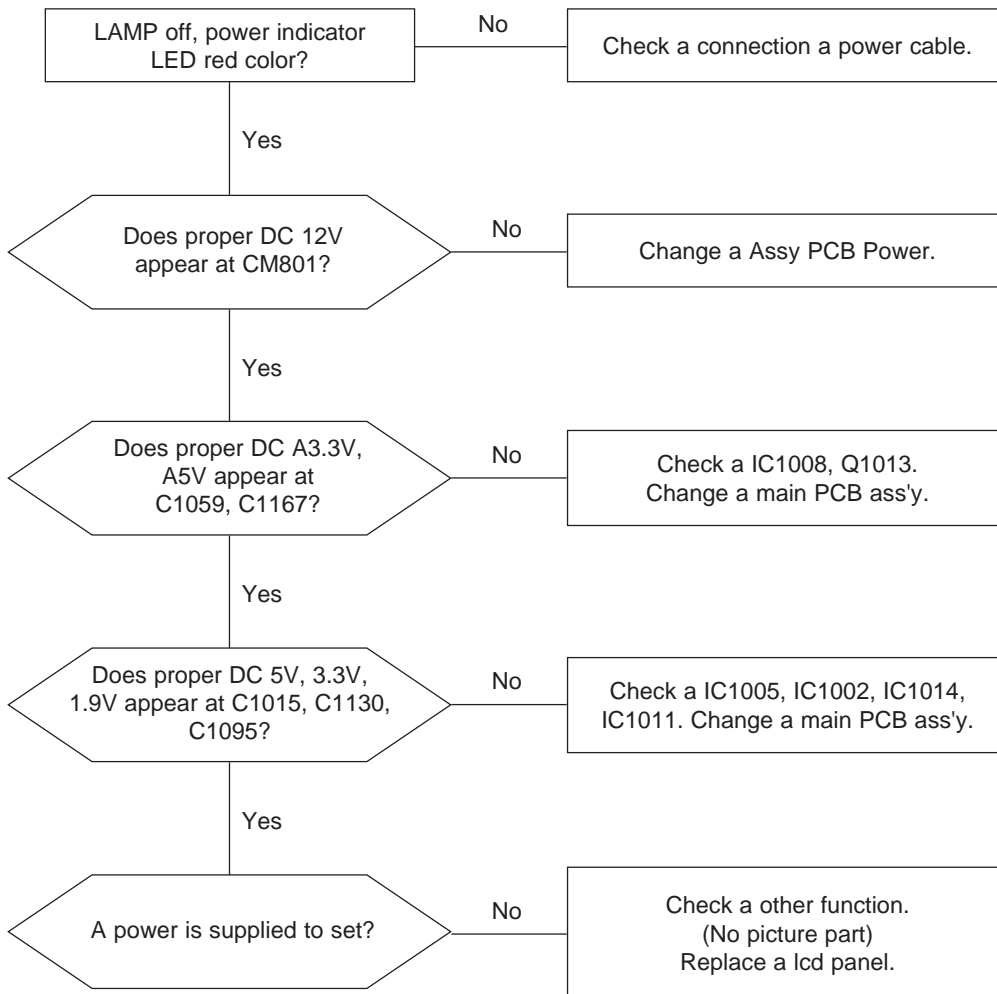 LAMP off, power indicator
LED red color?
No
Check a connection a power cable.
Yes
Does proper DC 12V
appear at CM801?
No
Change a Assy PCB Power.
Yes
Does proper DC A3.3V,
A5V appear at
C1059, C1167?
No
Check a IC1008, Q1013.
Change a main PCB ass'y.
Yes
Does proper DC 5V, 3.3V,
1.9V appear at C1015, C1130,
C1095?
No
Check a IC1005, IC1002, IC1014,
IC1011. Change a main PCB ass'y.
Yes
A power is supplied to set?
No
Check a other function.
(No picture part)
Replace a lcd panel.